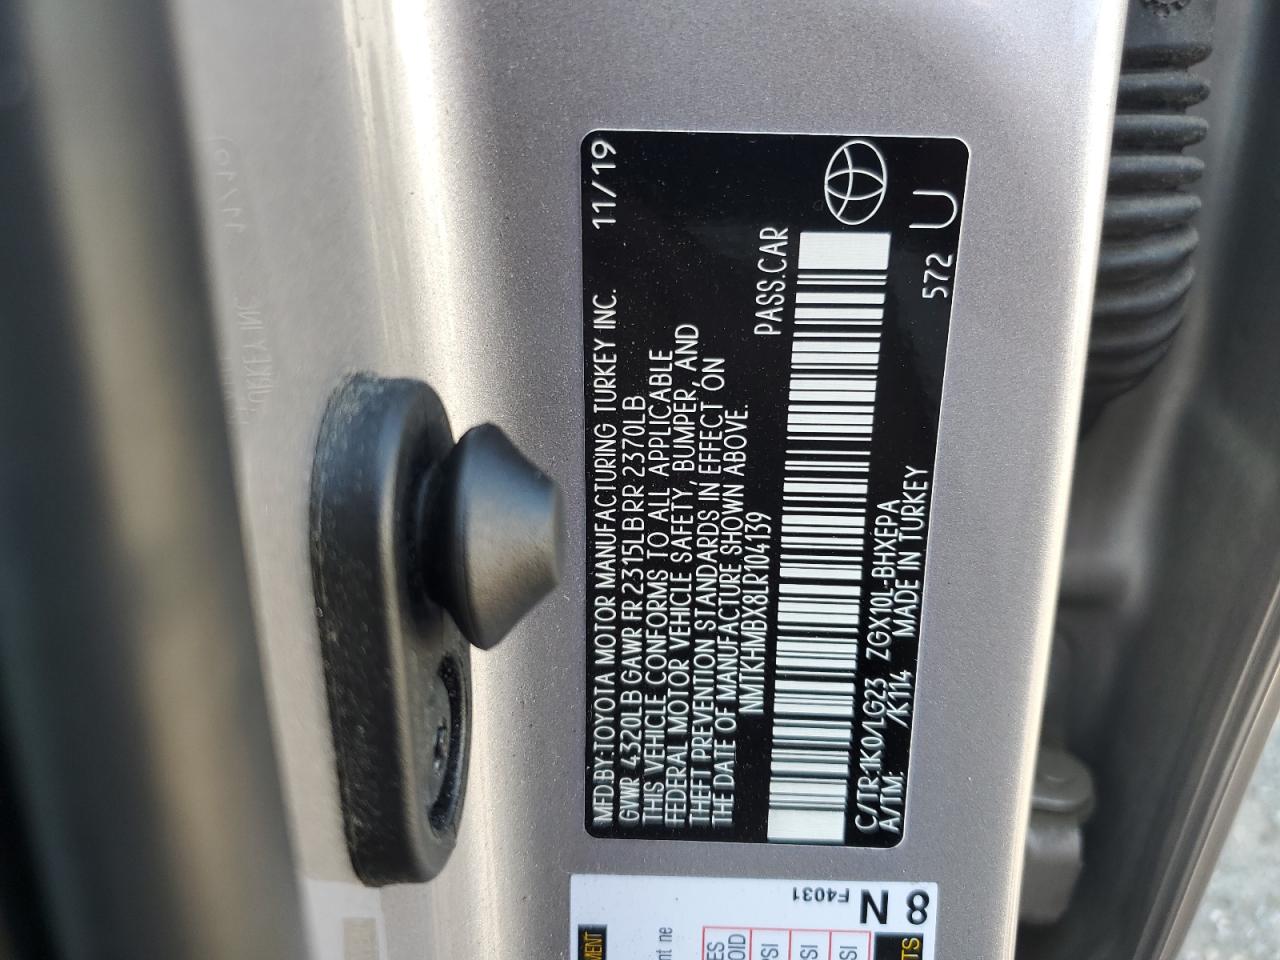 MFD.BY:TOYOTA MOTOR MANUFACTURING TURKEY INC. 11/19
GVWR 4320LB GAWR FR 2315LB RR 2370LB
THIS VEHICLE CONFORMS TO ALL APPLICABLE
FEDERAL MOTOR VEHICLE SAFETY, BUMPER, AND
THEFT PREVENTION STANDARDS IN EFFECT ON
THE DATE OF MANUFACTURE SHOWN ABOVE.
NMTKHMBX8LR104139 PASS.CAR
C/TR:1K0/LG23 ZGX10L-BHXEPA
A/TM: /K114 MADE IN TURKEY 572 U
F4031
8 N